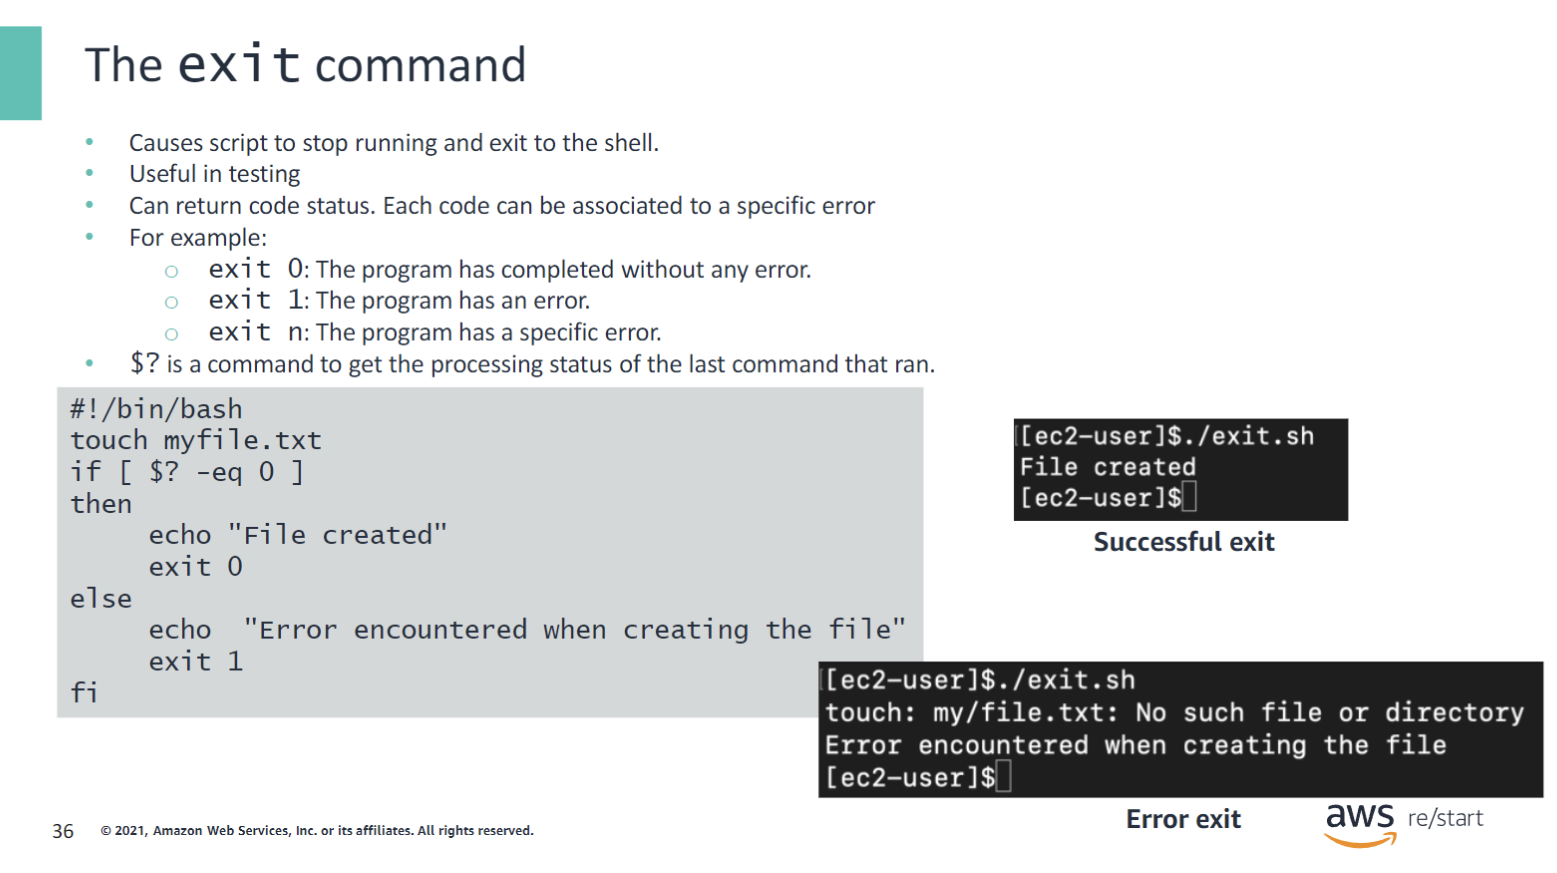 The exit command
• Causes script to stop running and exit to the shell.
• Useful in testing
• Can return code status. Each code can be associated to a specific error
• For example:
o exit 0: The program has completed without any error.
o exit 1: The program has an error.
o exit n: The program has a specific error.
• $? is a command to get the processing status of the last command that ran.
#!/bin/bash
touch myfile.txt
if [ $? -eq 0 ]
then
     echo "File created"
     exit 0
else
     echo  "Error encountered when creating the file"
     exit 1
fi
[ec2-user]$./exit.sh
File created
[ec2-user]$
Successful exit
[ec2-user]$./exit.sh
touch: my/file.txt: No such file or directory
Error encountered when creating the file
[ec2-user]$
Error exit
36 © 2021, Amazon Web Services, Inc. or its affiliates. All rights reserved.
aws re/start